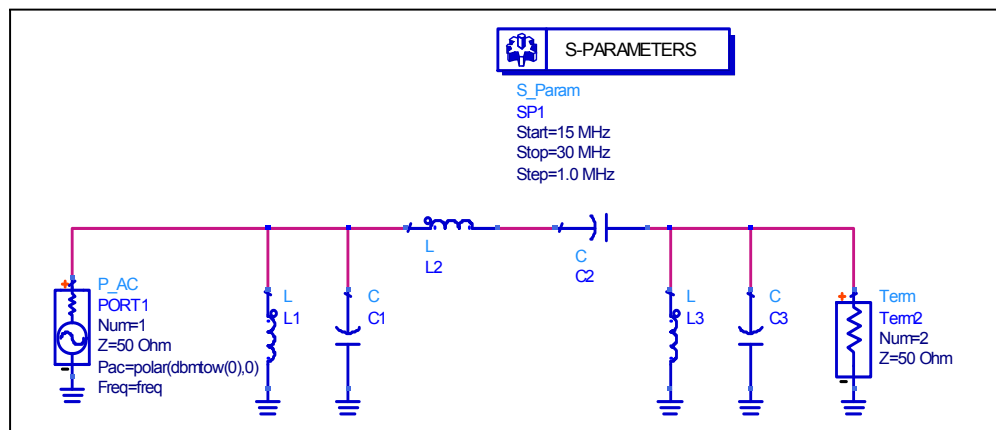 S-PARAMETERS
S_Param
SP1
Start=15 MHz
Stop=30 MHz
Step=1.0 MHz
L
L2
C
C2
P_AC
PORT1
Num=1
Z=50 Ohm
Pac=polar(dbmtow(0),0)
Freq=freq
L
L1
C
C1
L
L3
C
C3
Term
Term2
Num=2
Z=50 Ohm